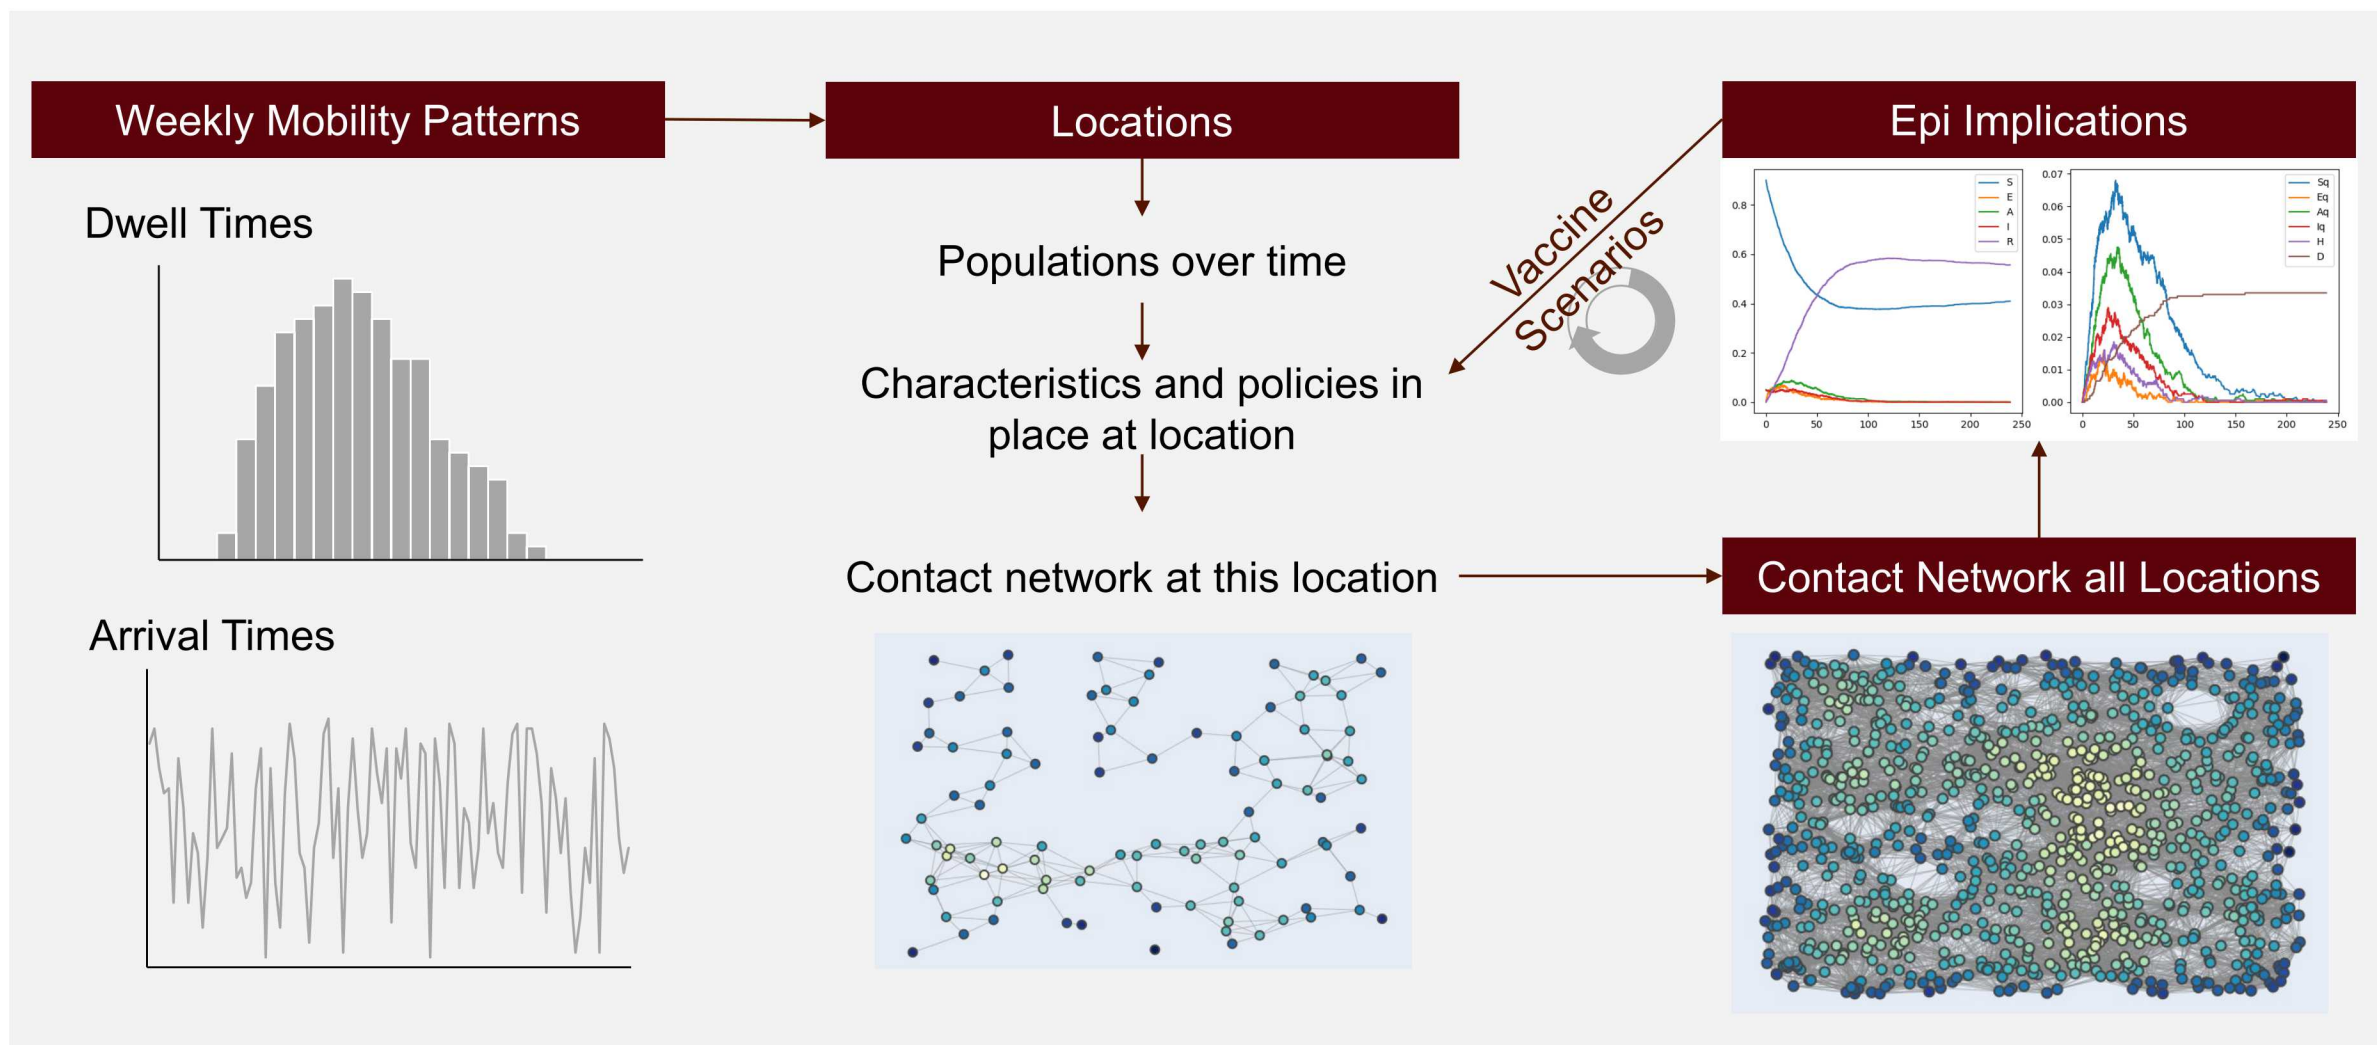 Weekly Mobility Patterns
Dwell Times
Arrival Times
Locations
Populations over time
Characteristics and policies in
place at location
Contact network at this location
Vaccine
Scenarios
Epi Implications
0.8
0.6
0.4
0.2
0.0
0 50 100 150 200 250
S
E
A
I
R
0.07
0.06
0.05
0.04
0.03
0.02
0.01
0.00
0 50 100 150 200 250
Sq
Eq
Aq
Iq
H
D
Contact Network all Locations